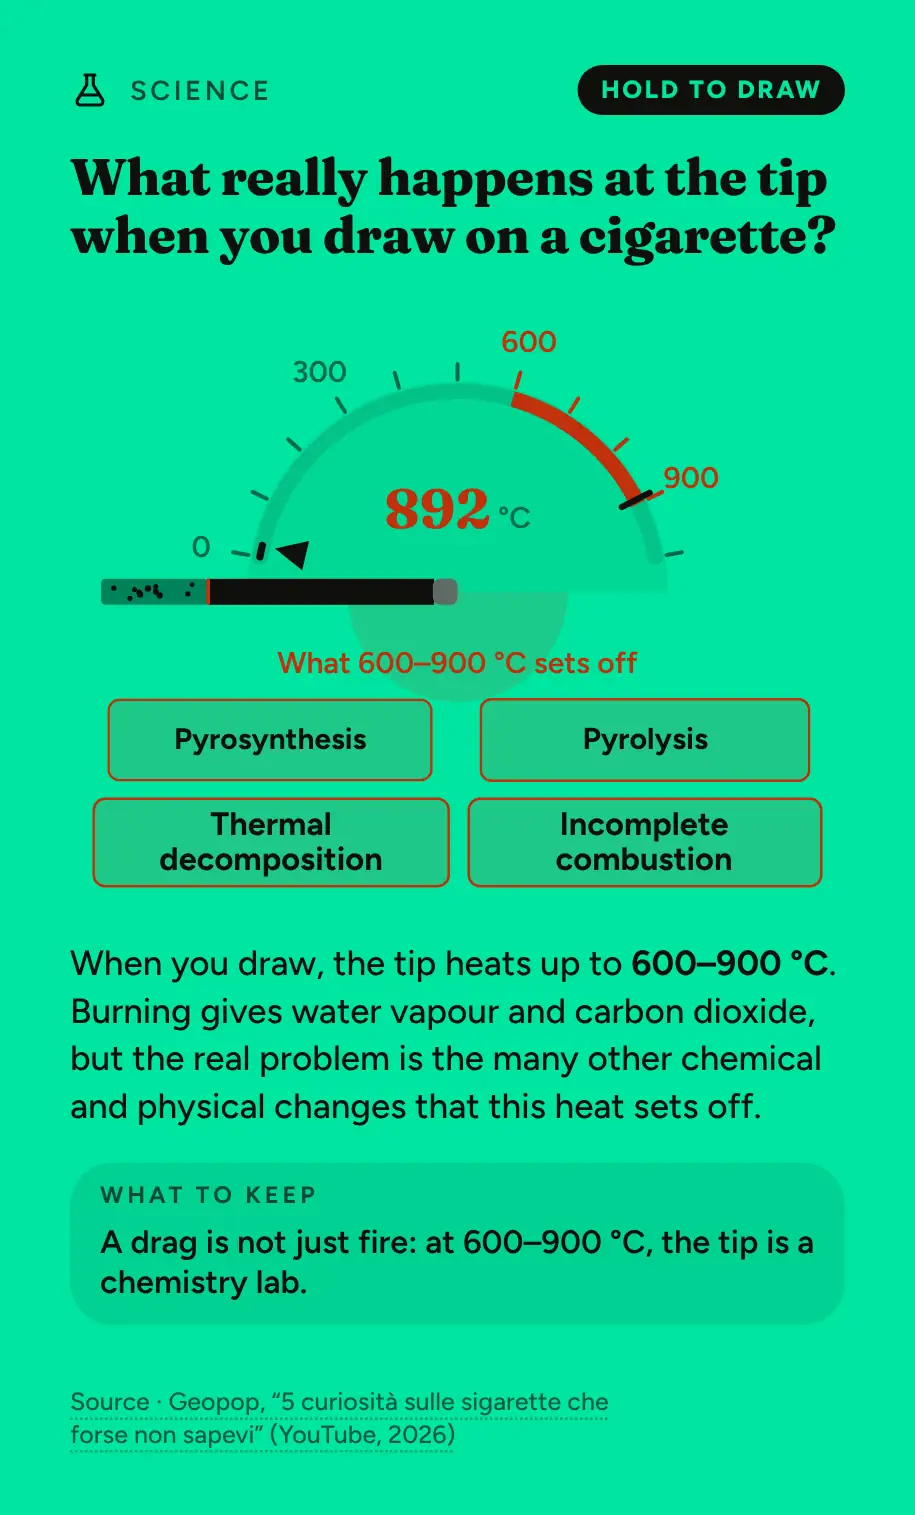 SCIENCE
HOLD TO DRAW
What really happens at the tip
when you draw on a cigarette?
600
300
900
892 °C
0
What 600–900 °C sets off
Pyrosynthesis
Pyrolysis
Thermal
decomposition
Incomplete
combustion
When you draw, the tip heats up to 600–900 °C.
Burning gives water vapour and carbon dioxide,
but the real problem is the many other chemical
and physical changes that this heat sets off.
WHAT TO KEEP
A drag is not just fire: at 600–900 °C, the tip is a
chemistry lab.
Source · Geopop, “5 curiosità sulle sigarette che
forse non sapevi” (YouTube, 2026)